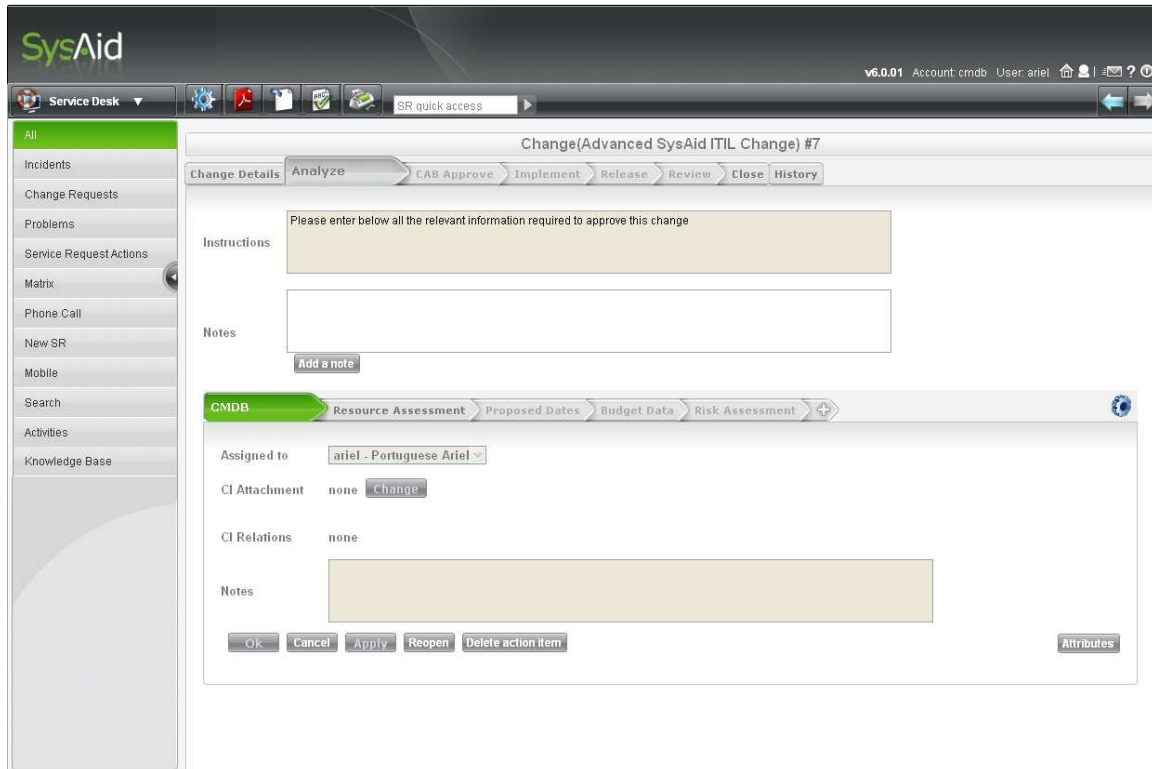 SysAid
v6.0.01 Account: cmdb User: ariel
Service Desk
SR quick access
All
Incidents
Change Requests
Problems
Service Request Actions
Matrix
Phone Call
New SR
Mobile
Search
Activities
Knowledge Base
Change(Advanced SysAid ITIL Change) #7
Change Details Analyze CAB Approve Implement Release Review Close History
Instructions
Please enter below all the relevant information required to approve this change
Notes
Add a note
CMDB Resource Assessment Proposed Dates Budget Data Risk Assessment
Assigned to ariel - Portuguese Ariel
CI Attachment none Change
CI Relations none
Notes
Ok Cancel Apply Reopen Delete action item Attributes